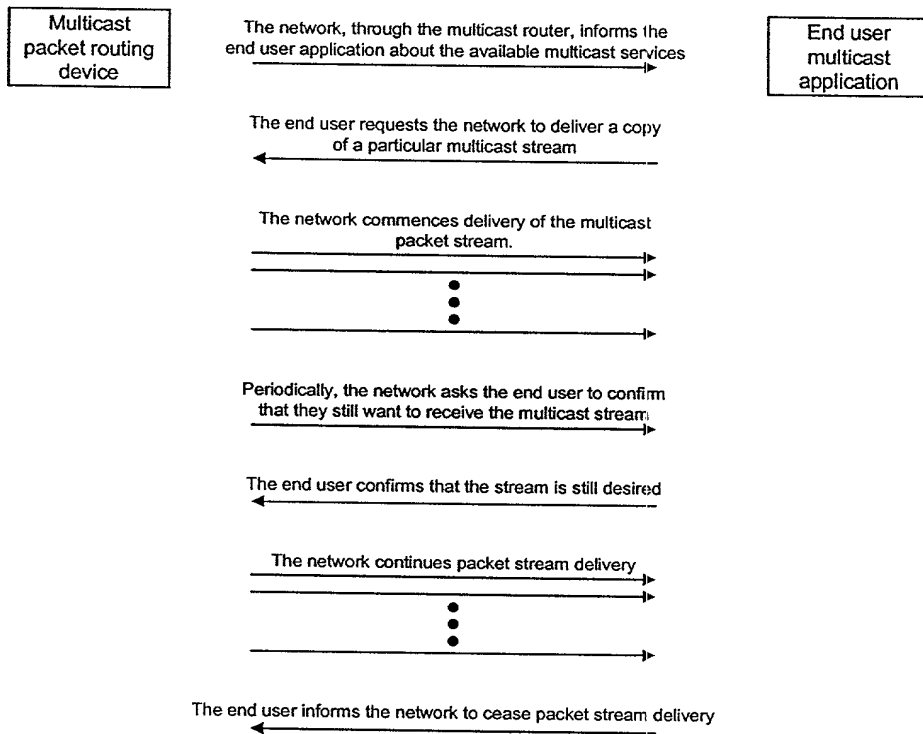 Multicast
packet routing
device
The network, through the multicast router, informs the
end user application about the available multicast services
End user
multicast
application
The end user requests the network to deliver a copy
of a particular multicast stream
The network commences delivery of the multicast
packet stream.
Periodically, the network asks the end user to confirm
that they still want to receive the multicast stream
The end user confirms that the stream is still desired
The network continues packet stream delivery
The end user informs the network to cease packet stream delivery